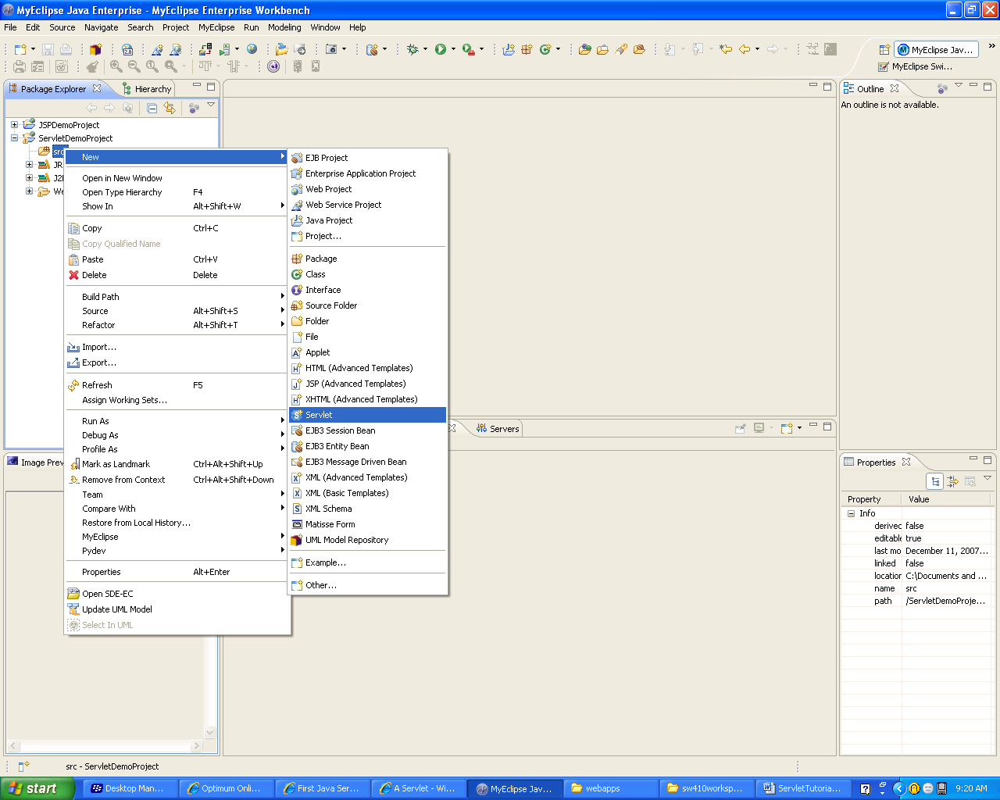 MyEclipse Java Enterprise - MyEclipse Enterprise Workbench
File Edit Source Navigate Search Project MyEclipse Run Modeling Window Help
MyEclipse Jav...
MyEclipse Swi...
Package Explorer
Hierarchy
JSPDemoProject
ServletDemoProject
src
JR
J2
We
New
Open in New Window
Open Type Hierarchy F4
Show In Alt+Shift+W
Copy Ctrl+C
Copy Qualified Name
Paste Ctrl+V
Delete Delete
Build Path
Source Alt+Shift+S
Refactor Alt+Shift+T
Import...
Export...
Refresh F5
Assign Working Sets...
Run As
Debug As
Profile As
Mark as Landmark Ctrl+Alt+Shift+Up
Remove from Context Ctrl+Alt+Shift+Down
Team
Compare With
Restore from Local History...
MyEclipse
Pydev
Properties Alt+Enter
Open SDE-EC
Update UML Model
Select In UML
EJB Project
Enterprise Application Project
Web Project
Web Service Project
Java Project
Project...
Package
Class
Interface
Source Folder
Folder
File
Applet
HTML (Advanced Templates)
JSP (Advanced Templates)
XHTML (Advanced Templates)
Servlet
EJB3 Session Bean
EJB3 Entity Bean
EJB3 Message Driven Bean
XML (Advanced Templates)
XML (Basic Templates)
XML Schema
Matisse Form
UML Model Repository
Example...
Other...
Servers
Image Prev
Outline
An outline is not available.
Properties
Property Value
Info
derived false
editable true
last mo December 11, 2007...
linked false
location C:\Documents and ...
name src
path /ServletDemoProje...
src - ServletDemoProject
start
Desktop Man...
Optimum Onli...
First Java Ser...
A Servlet - Wi...
MyEclipse Jav...
webapps
sw410worksp...
ServletTutoria...
9:20 AM